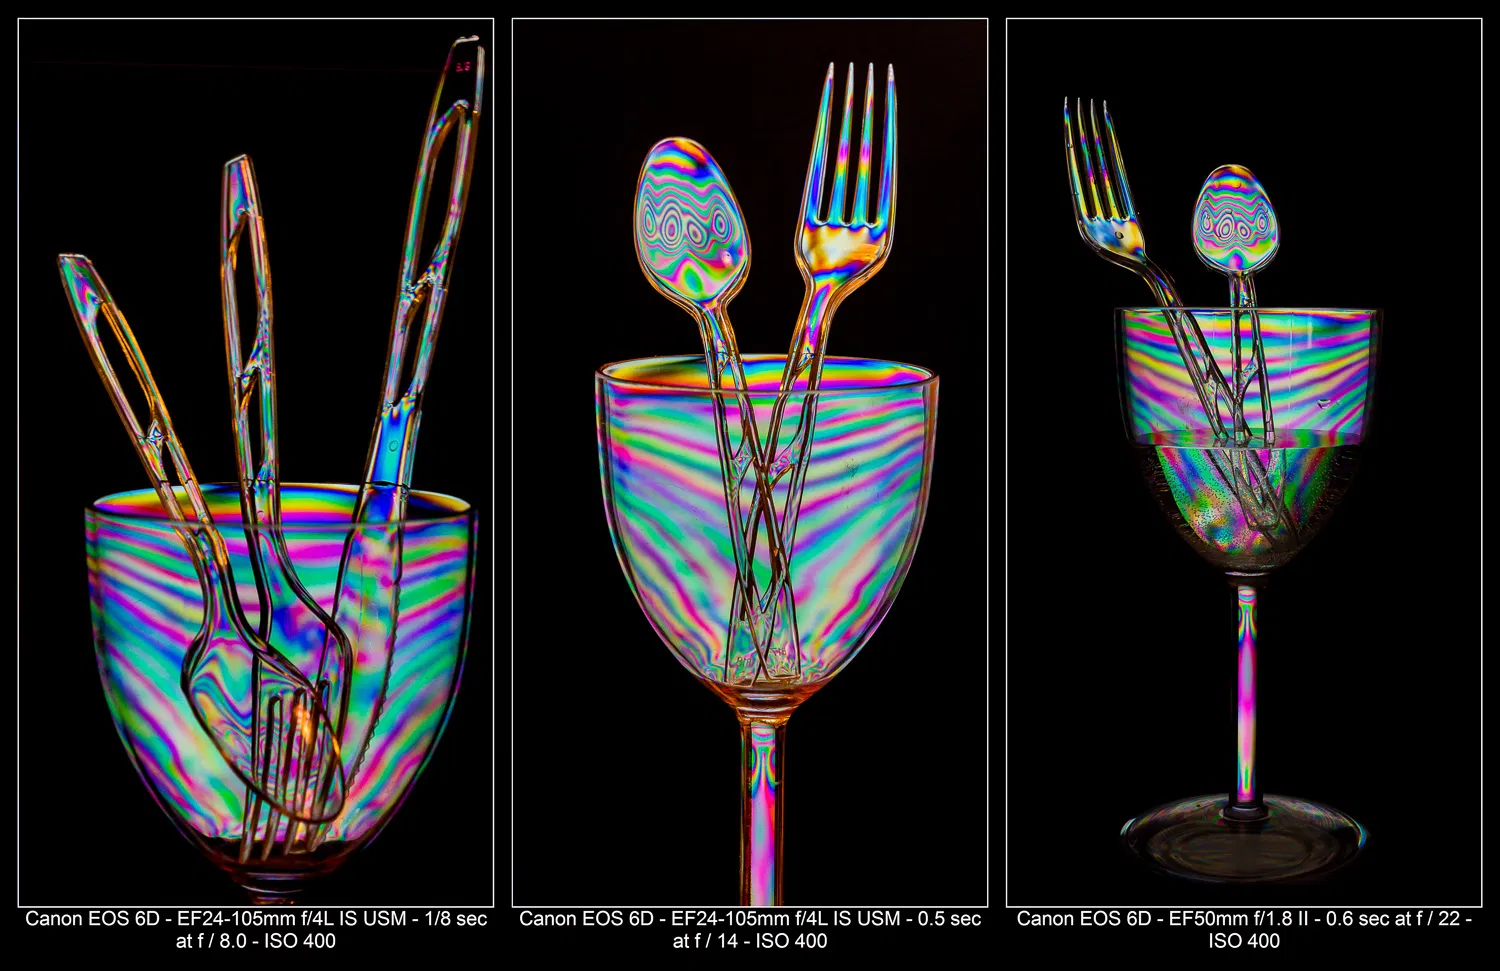 Canon EOS 6D - EF24-105mm f/4L IS USM - 1/8 sec
at f / 8.0 - ISO 400
Canon EOS 6D - EF24-105mm f/4L IS USM - 0.5 sec
at f / 14 - ISO 400
Canon EOS 6D - EF50mm f/1.8 II - 0.6 sec at f / 22 -
ISO 400